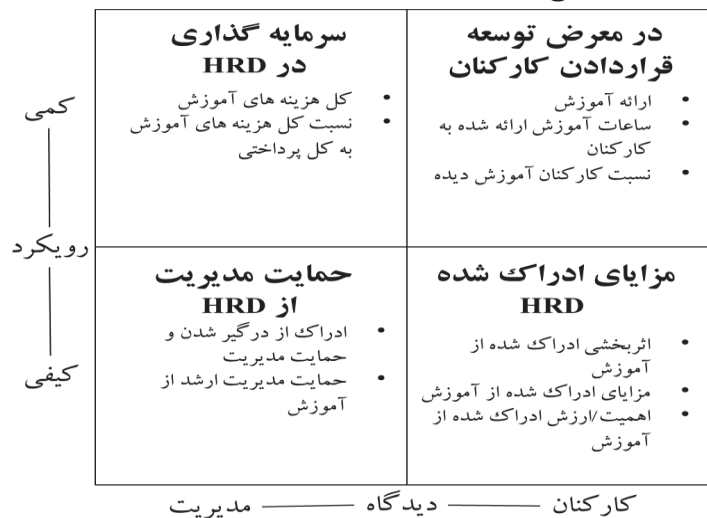 در معرض توسعه
قراردادن کارکنان
• ارائه آموزش
• ساعات آموزش ارائه شده به
کارکنان
• نسبت کارکنان آموزش دیده
سرمایه گذاری
در HRD
• کل هزینه های آموزش
• نسبت کل هزینه های آموزش
به کل پرداختی
مزایای ادراک شده
HRD
• اثربخشی ادراک شده از
آموزش
• مزایای ادراک شده از آموزش
• اهمیت/ارزش ادراک شده از
آموزش
حمایت مدیریت
از HRD
• ادراک از درگیر شدن و
حمایت مدیریت
• حمایت مدیریت ارشد از
آموزش
کمی
رویکرد
کیفی
کارکنان دیدگاه مدیریت